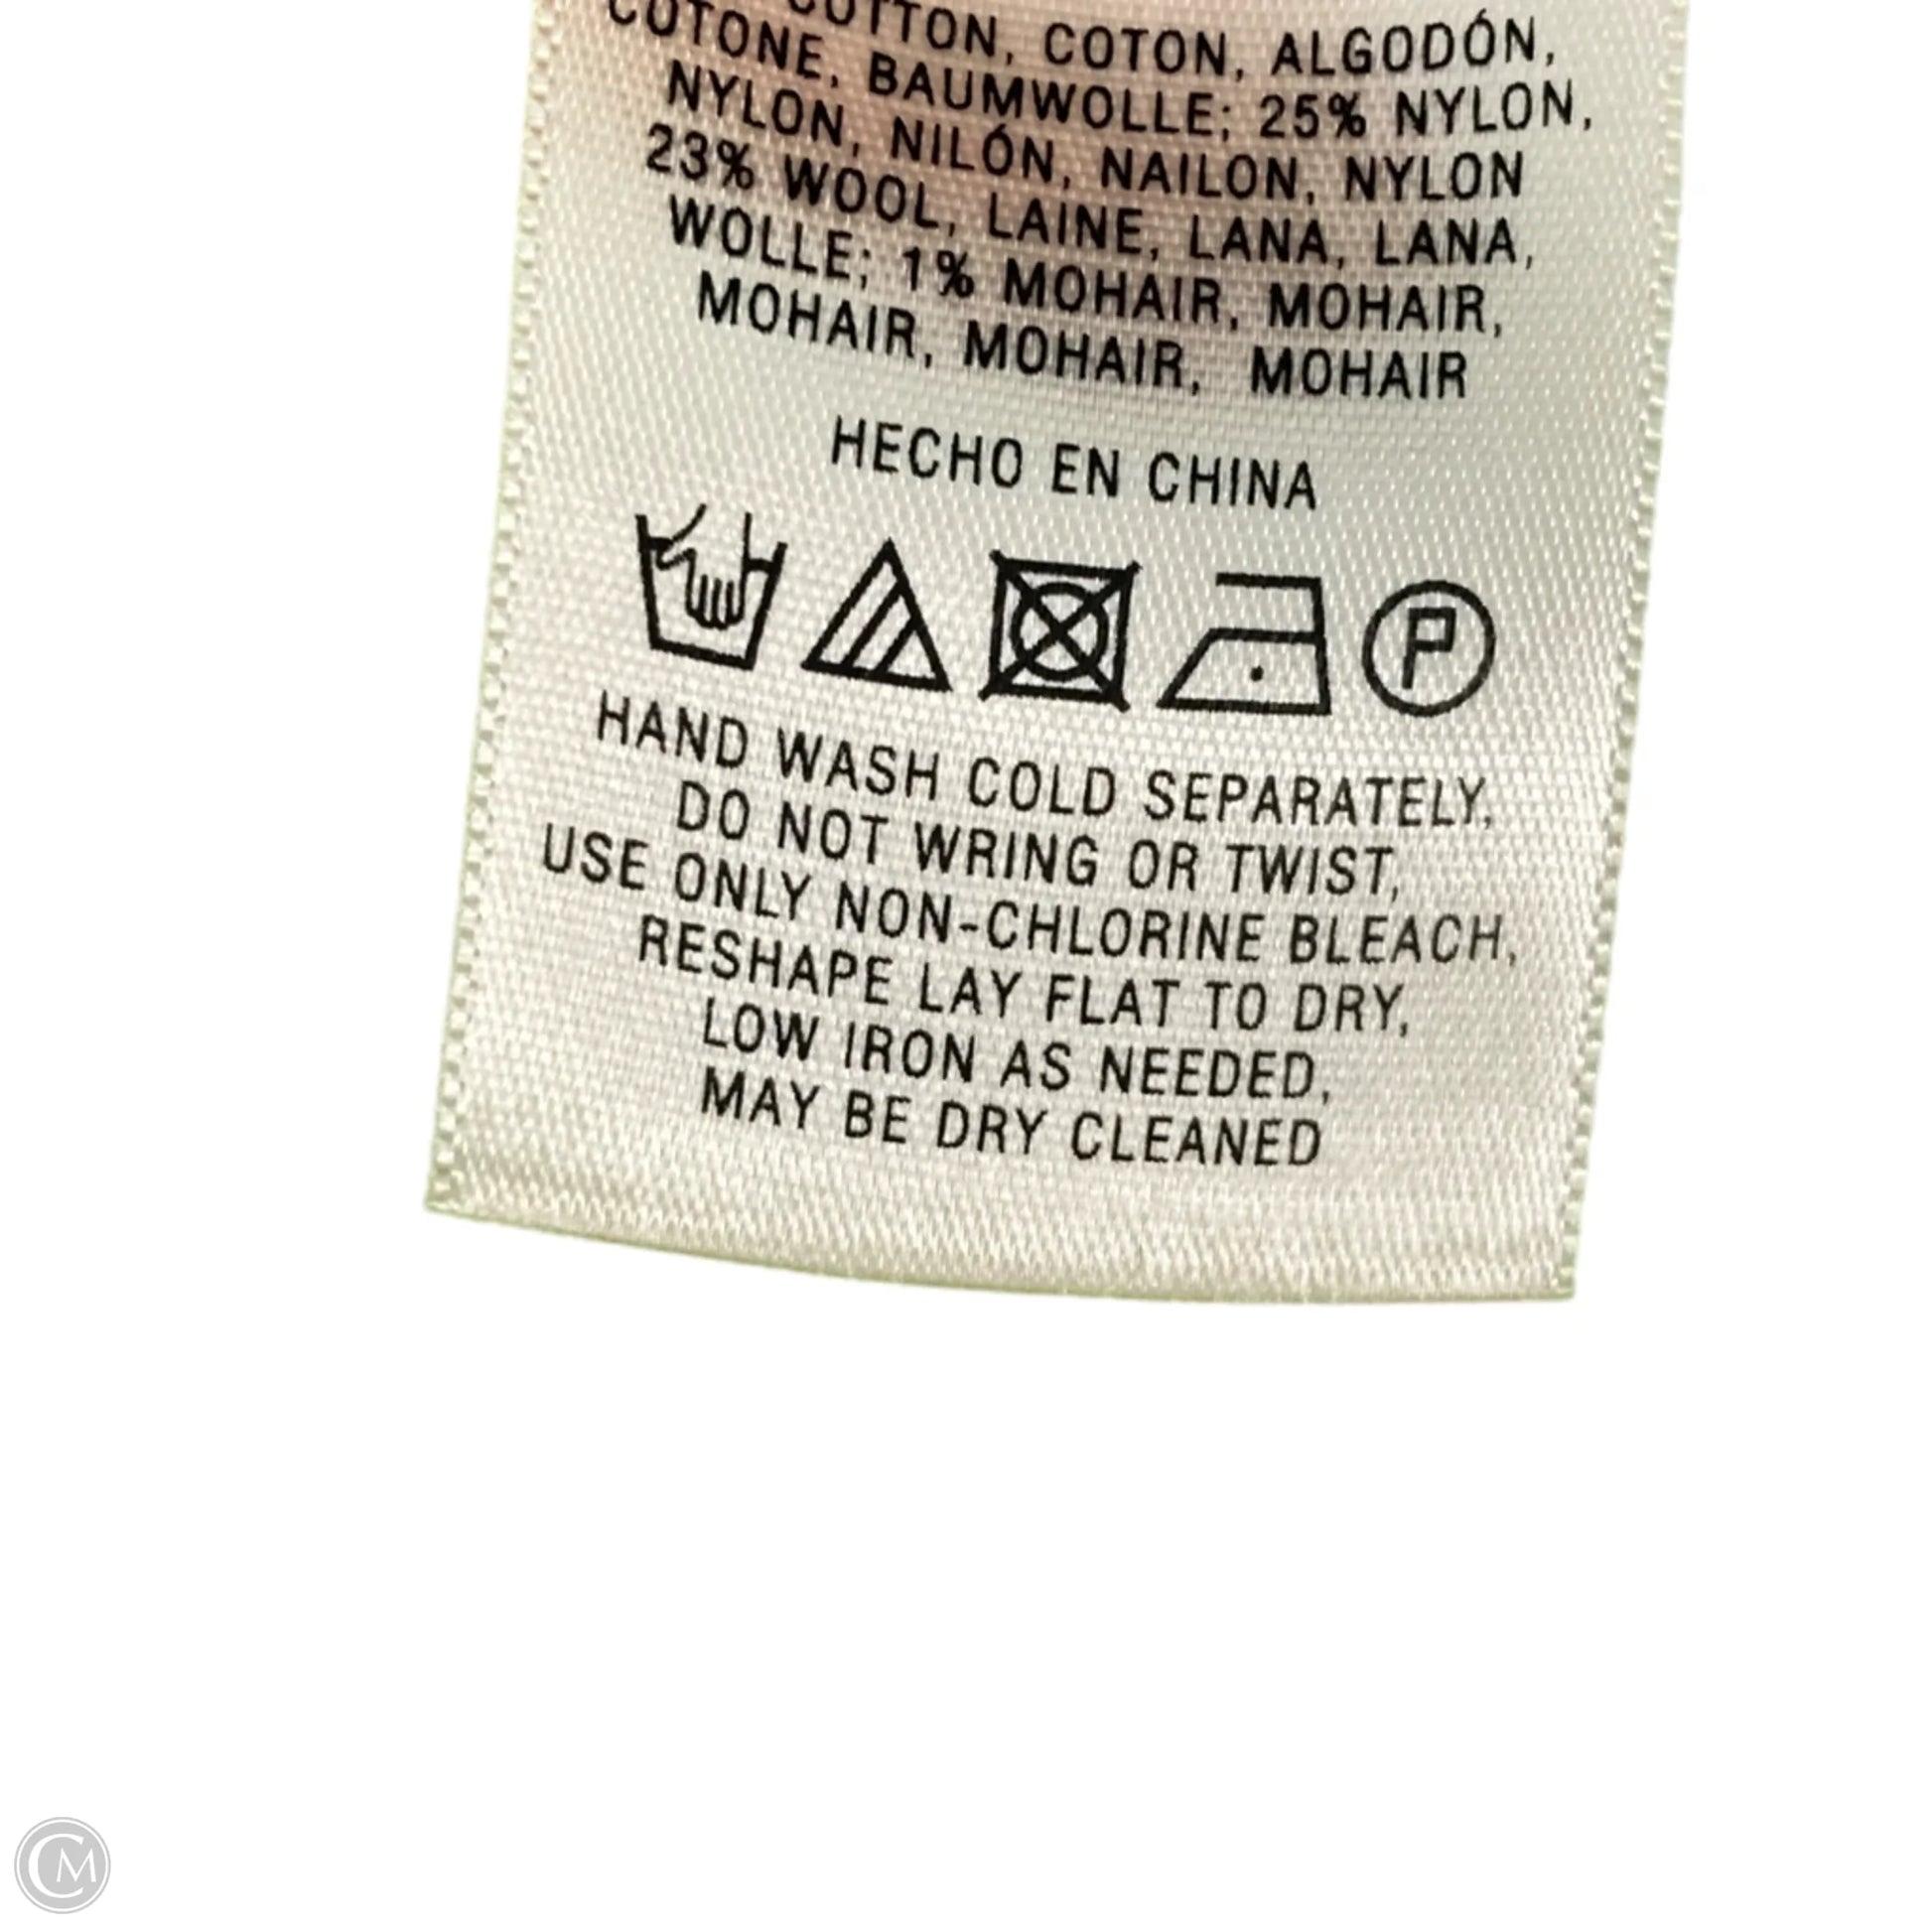 COTTON, COTON, ALGODÓN,
COTONE, BAUMWOLLE; 25% NYLON,
NYLON, NILÓN, NAILON, NYLON
23% WOOL, LAINE, LANA, LANA,
WOLLE; 1% MOHAIR, MOHAIR,
MOHAIR, MOHAIR, MOHAIR
HECHO EN CHINA
P
HAND WASH COLD SEPARATELY,
DO NOT WRING OR TWIST,
USE ONLY NON-CHLORINE BLEACH,
RESHAPE LAY FLAT TO DRY,
LOW IRON AS NEEDED,
MAY BE DRY CLEANED
CM